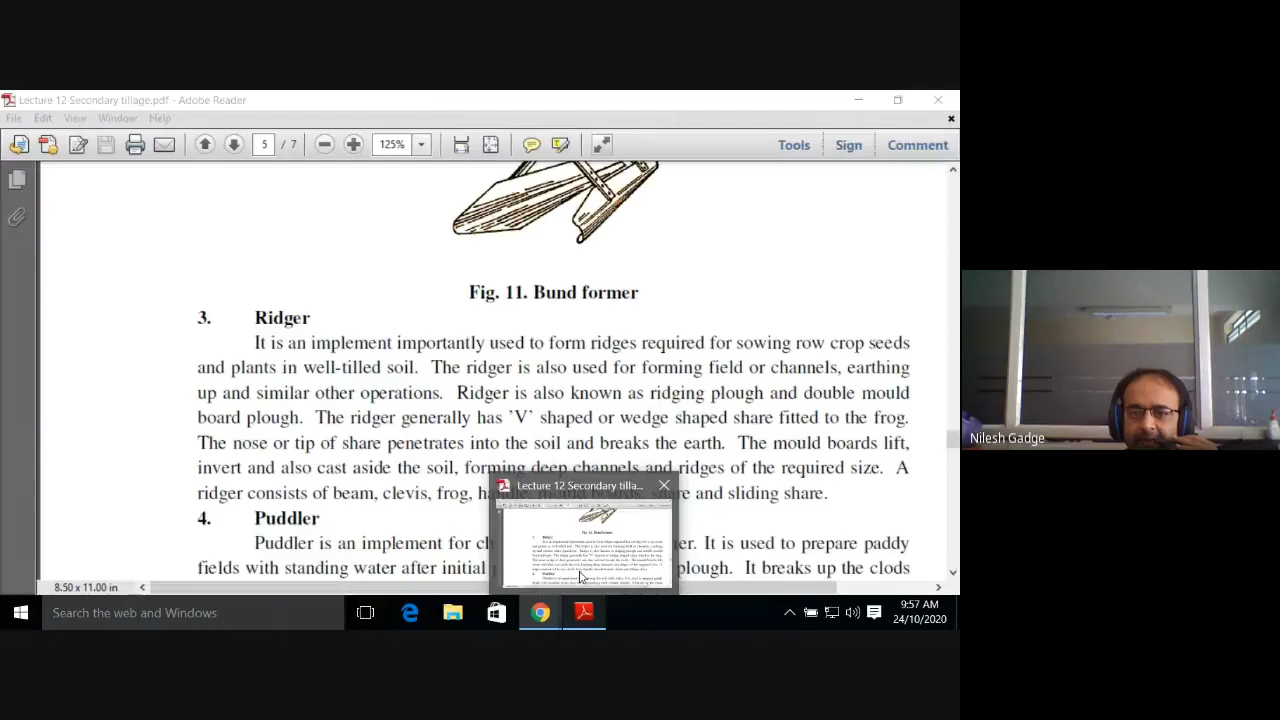 Lecture 12 Secondary tillage.pdf - Adobe Reader
File Edit View Window Help
5 / 7 125% Tools Sign Comment
Fig. 11. Bund former
3. Ridger
It is an implement importantly used to form ridges required for sowing row crop seeds
and plants in well-tilled soil. The ridger is also used for forming field or channels, earthing
up and similar other operations. Ridger is also known as ridging plough and double mould
board plough. The ridger generally has 'V' shaped or wedge shaped share fitted to the frog.
The nose or tip of share penetrates into the soil and breaks the earth. The mould boards lift,
invert and also cast aside the soil, forming deep channels and ridges of the required size. A
ridger consists of beam, clevis, frog, handle, mould boards, share and sliding share.
Lecture 12 Secondary tilla...
4. Puddler
Puddler is an implement for ch er. It is used to prepare paddy
fields with standing water after initial plough. It breaks up the clods
8.50 x 11.00 in
Search the web and Windows
9:57 AM
24/10/2020
Nilesh Gadge